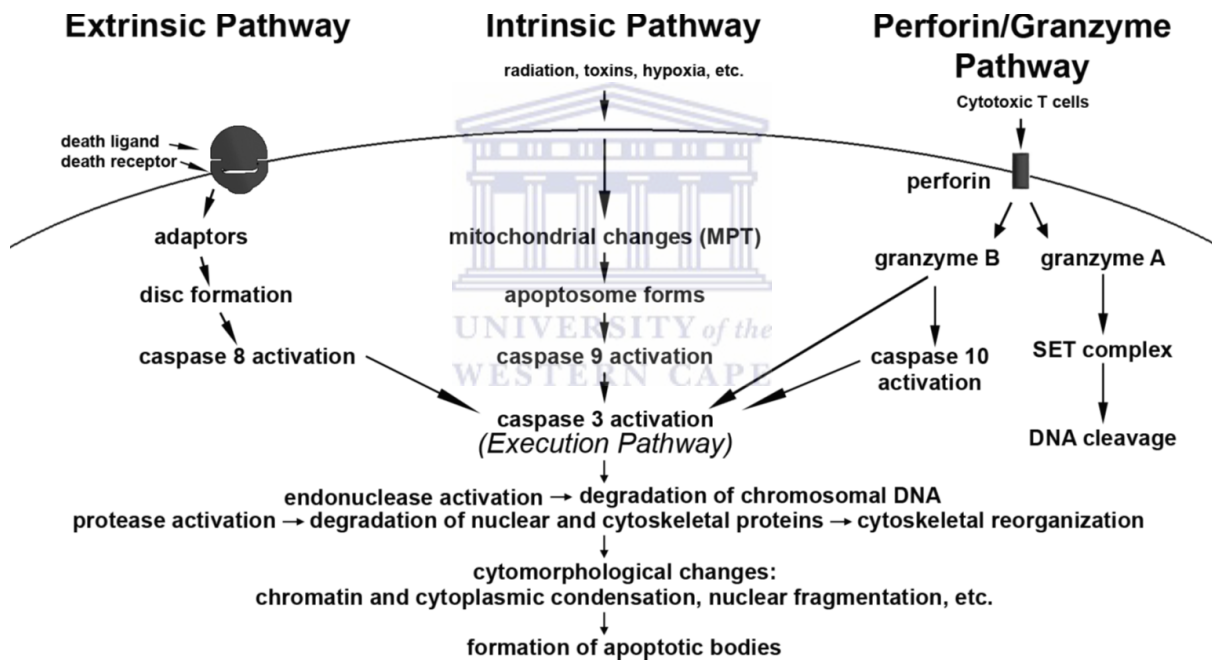 Extrinsic Pathway
Intrinsic Pathway
Perforin/Granzyme
Pathway
radiation, toxins, hypoxia, etc.
Cytotoxic T cells
death ligand
death receptor
perforin
adaptors
mitochondrial changes (MPT)
granzyme B
granzyme A
disc formation
apoptosome forms
UNIVERSITY of the
WESTERN CAPE
caspase 8 activation
caspase 9 activation
caspase 10
activation
SET complex
caspase 3 activation
(Execution Pathway)
DNA cleavage
endonuclease activation → degradation of chromosomal DNA
protease activation → degradation of nuclear and cytoskeletal proteins → cytoskeletal reorganization
cytomorphological changes:
chromatin and cytoplasmic condensation, nuclear fragmentation, etc.
formation of apoptotic bodies